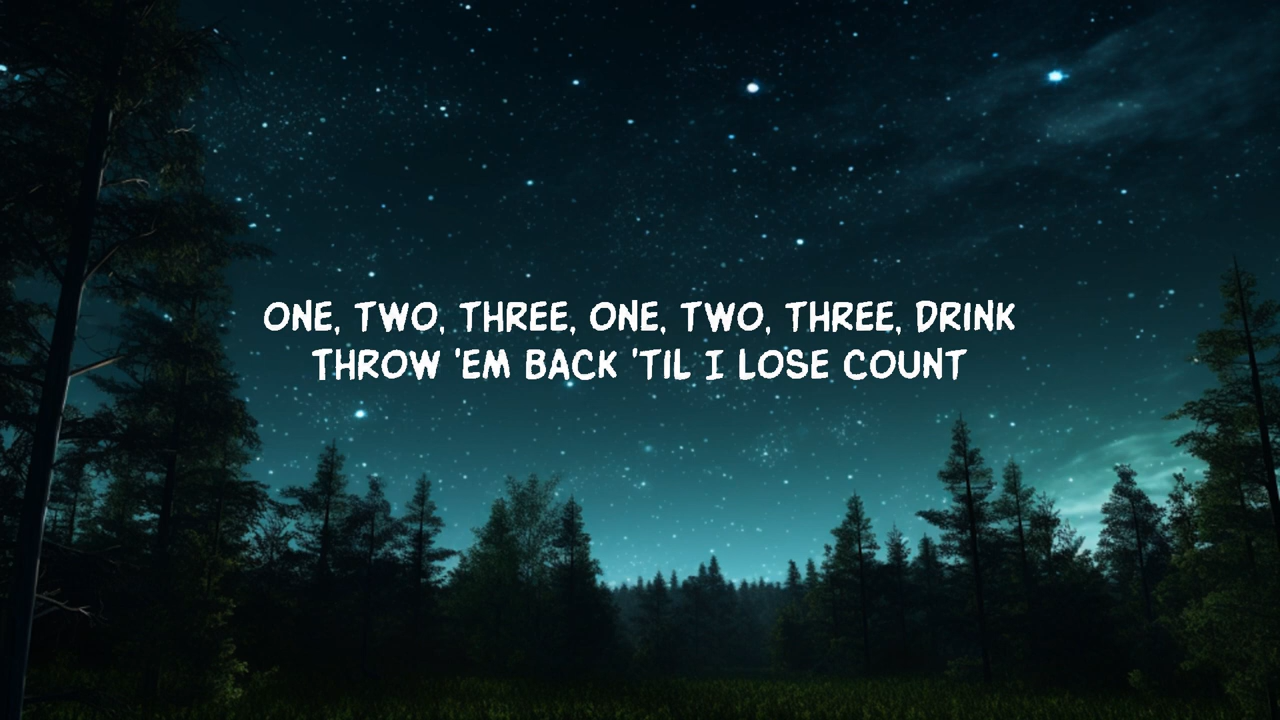 ONE, TWO, THREE, ONE, TWO, THREE, DRINK
THROW 'EM BACK 'TIL I LOSE COUNT